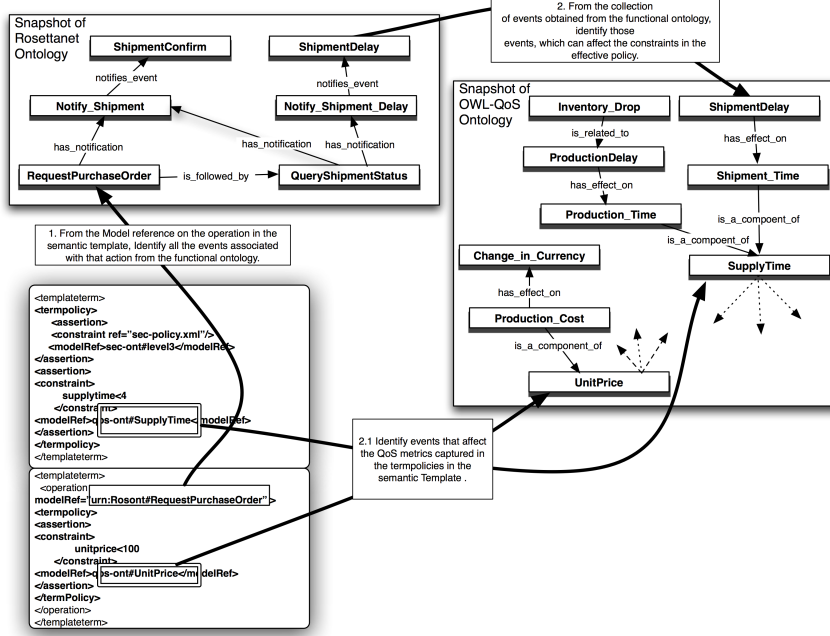 Snapshot of
Rosettanet
Ontology
ShipmentConfirm
ShipmentDelay
notifies_event
notifies_event
Notify_Shipment
Notify_Shipment_Delay
has_notification
has_notification
has_notification
RequestPurchaseOrder
is_followed_by
QueryShipmentStatus
2. From the collection
of events obtained from the functional ontology,
identify those
events, which can affect the constraints in the
effective policy.
Snapshot of
OWL-QoS
Ontology
Inventory_Drop
ShipmentDelay
is_related_to
has_effect_on
ProductionDelay
has_effect_on
Shipment_Time
Production_Time
is_a_compoent_of
is_a_compoent_of
Change_in_Currency
SupplyTime
has_effect_on
Production_Cost
is_a_component_of
UnitPrice
1. From the Model reference on the operation in the
semantic template, Identify all the events associated
with that action from the functional ontology.
<templateterm>
<termpolicy>
<assertion>
<constraint ref="sec-policy.xml"/>
<modelRef>sec-ont#level3</modelRef>
</assertion>
<assertion>
<constraint>
supplytime<4
</constraint>
<modelRef>qos-ont#SupplyTime</modelRef>
</assertion>
</termpolicy>
</templateterm>
<templateterm>
<operation
modelRef="urn:Rosont#RequestPurchaseOrder" >
<termpolicy>
<assertion>
<constraint>
unitprice<100
</constraint>
<modelRef>qos-ont#UnitPrice</modelRef>
</assertion>
</termPolicy>
</operation>
</templateterm>
2.1 Identify events that affect
the QoS metrics captured in
the termpolicies in the
semantic Template .